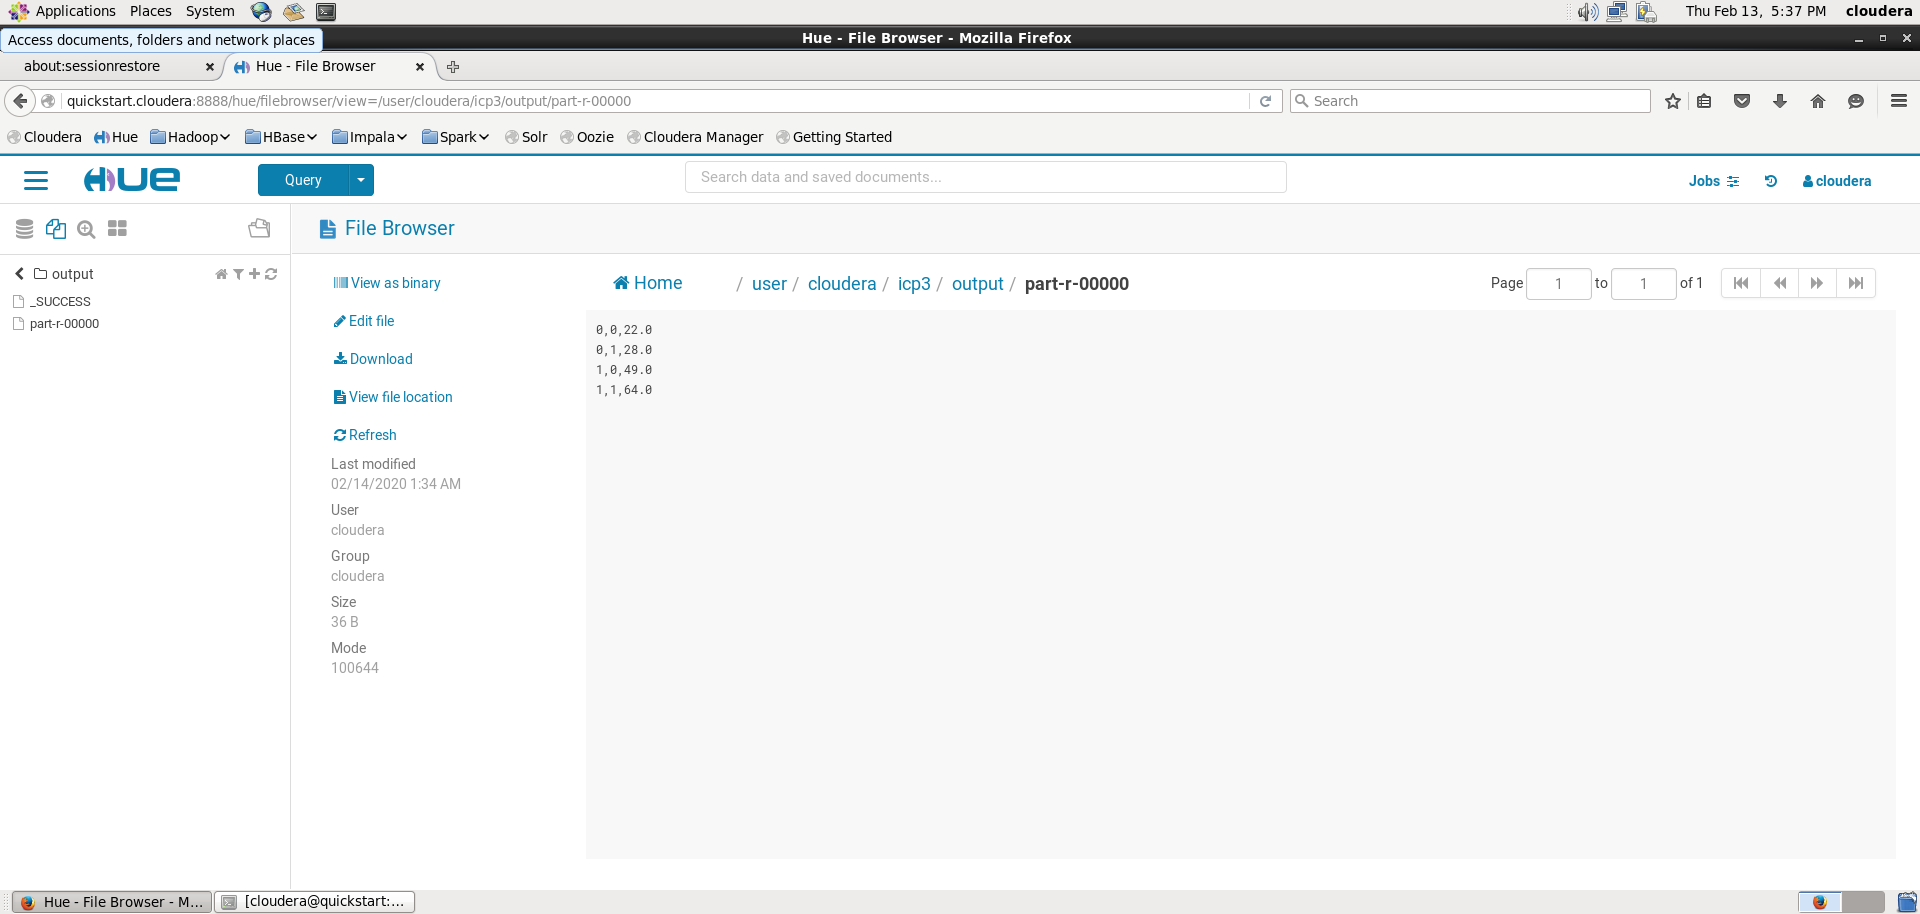 Applications Places System Thu Feb 13, 5:37 PM cloudera
Access documents, folders and network places
Hue - File Browser - Mozilla Firefox
about:sessionrestore Hue - File Browser
quickstart.cloudera:8888/hue/filebrowser/view=/user/cloudera/icp3/output/part-r-00000 Search
Cloudera Hue Hadoop HBase Impala Spark Solr Oozie Cloudera Manager Getting Started
HUE Query Search data and saved documents... Jobs cloudera
File Browser
output
_SUCCESS
part-r-00000
View as binary
Edit file
Download
View file location
Refresh
Last modified
02/14/2020 1:34 AM
User
cloudera
Group
cloudera
Size
36 B
Mode
100644
Home / user / cloudera / icp3 / output / part-r-00000 Page 1 to 1 of 1
0,0,22.0
0,1,28.0
1,0,49.0
1,1,64.0
Hue - File Browser - M... [cloudera@quickstart:...